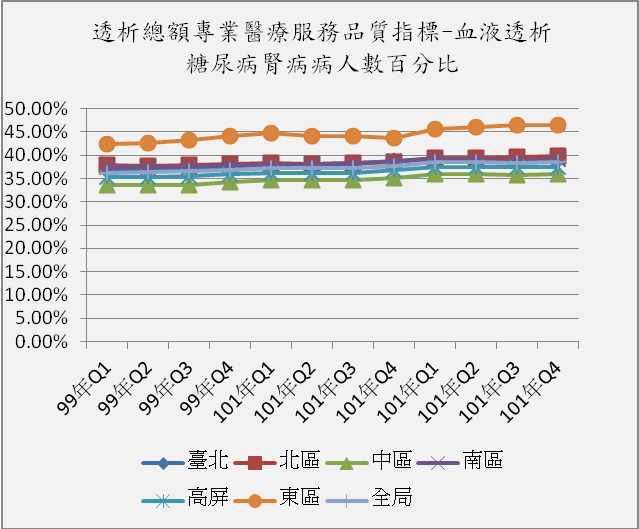 透析總額專業醫療服務品質指標-血液透析
糖尿病腎病病人數百分比
50.00%
45.00%
40.00%
35.00%
30.00%
25.00%
20.00%
15.00%
10.00%
5.00%
0.00%
99年Q1
99年Q2
99年Q3
99年Q4
101年Q1
101年Q2
101年Q3
101年Q4
101年Q1
101年Q2
101年Q3
101年Q4
臺北 北區 中區 南區
高屏 東區 全局